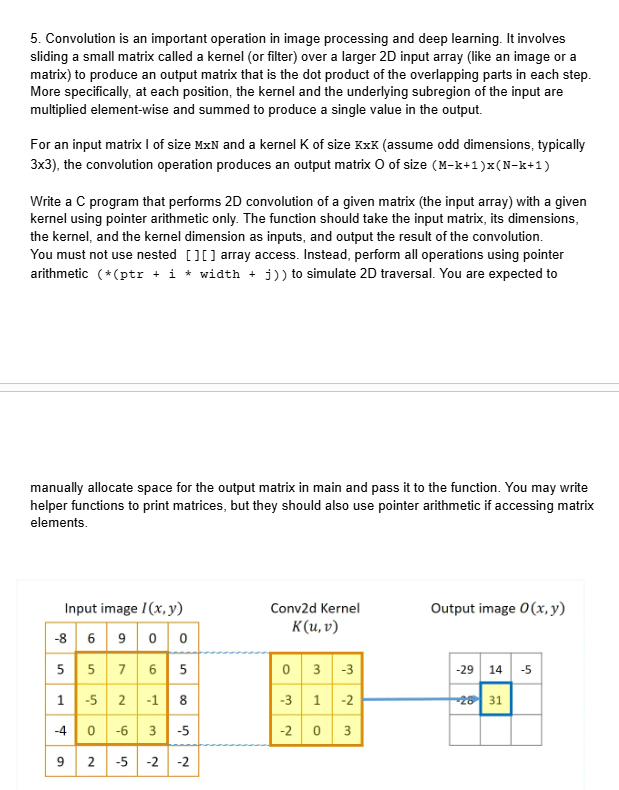 5. Convolution is an important operation in image processing and deep learning. It involves
sliding a small matrix called a kernel (or filter) over a larger 2D input array (like an image or a
matrix) to produce an output matrix that is the dot product of the overlapping parts in each step.
More specifically, at each position, the kernel and the underlying subregion of the input are
multiplied element-wise and summed to produce a single value in the output.
For an input matrix I of size MxN and a kernel K of size KxK (assume odd dimensions, typically
3x3), the convolution operation produces an output matrix O of size (M-k+1)x(N-k+1)
Write a C program that performs 2D convolution of a given matrix (the input array) with a given
kernel using pointer arithmetic only. The function should take the input matrix, its dimensions,
the kernel, and the kernel dimension as inputs, and output the result of the convolution.
You must not use nested [][] array access. Instead, perform all operations using pointer
arithmetic (*(ptr + i * width + j)) to simulate 2D traversal. You are expected to
manually allocate space for the output matrix in main and pass it to the function. You may write
helper functions to print matrices, but they should also use pointer arithmetic if accessing matrix
elements.
Input image I(x,y)
-8 6 9 0 0
5 5 7 6 5
1 -5 2 -1 8
-4 0 -6 3 -5
9 2 -5 -2 -2
Conv2d Kernel
K(u,v)
0 3 -3
-3 1 -2
-2 0 3
Output image O(x,y)
-29 14 -5
-28 31